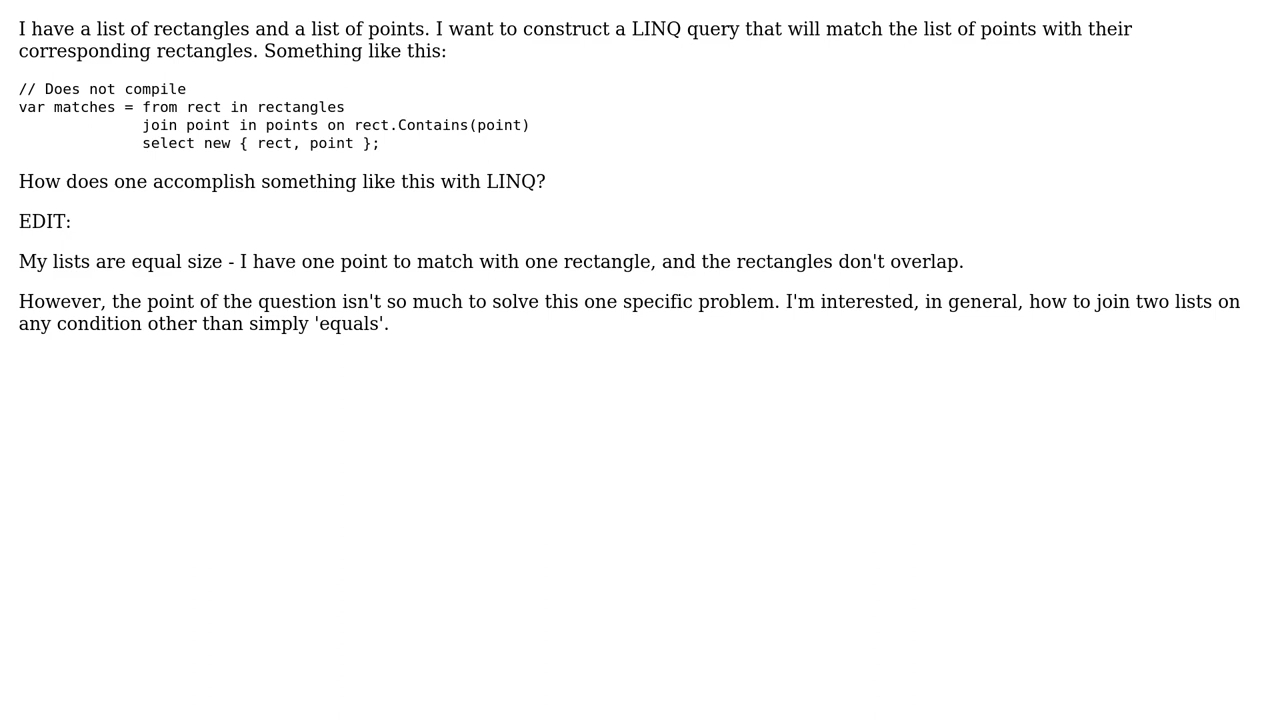 I have a list of rectangles and a list of points. I want to construct a LINQ query that will match the list of points with their
corresponding rectangles. Something like this:
// Does not compile
var matches = from rect in rectangles
              join point in points on rect.Contains(point)
              select new { rect, point };
How does one accomplish something like this with LINQ?
EDIT:
My lists are equal size - I have one point to match with one rectangle, and the rectangles don't overlap.
However, the point of the question isn't so much to solve this one specific problem. I'm interested, in general, how to join two lists on
any condition other than simply 'equals'.